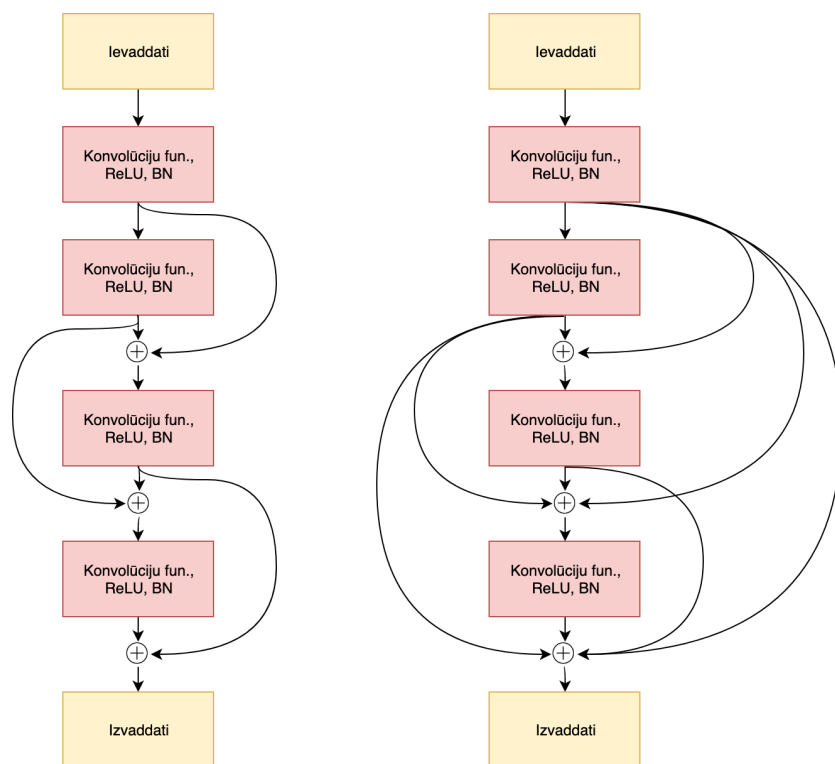 Ievaddati
Konvolūciju fun.,
ReLU, BN
Konvolūciju fun.,
ReLU, BN
Konvolūciju fun.,
ReLU, BN
Konvolūciju fun.,
ReLU, BN
Izvaddati
Ievaddati
Konvolūciju fun.,
ReLU, BN
Konvolūciju fun.,
ReLU, BN
Konvolūciju fun.,
ReLU, BN
Konvolūciju fun.,
ReLU, BN
Izvaddati